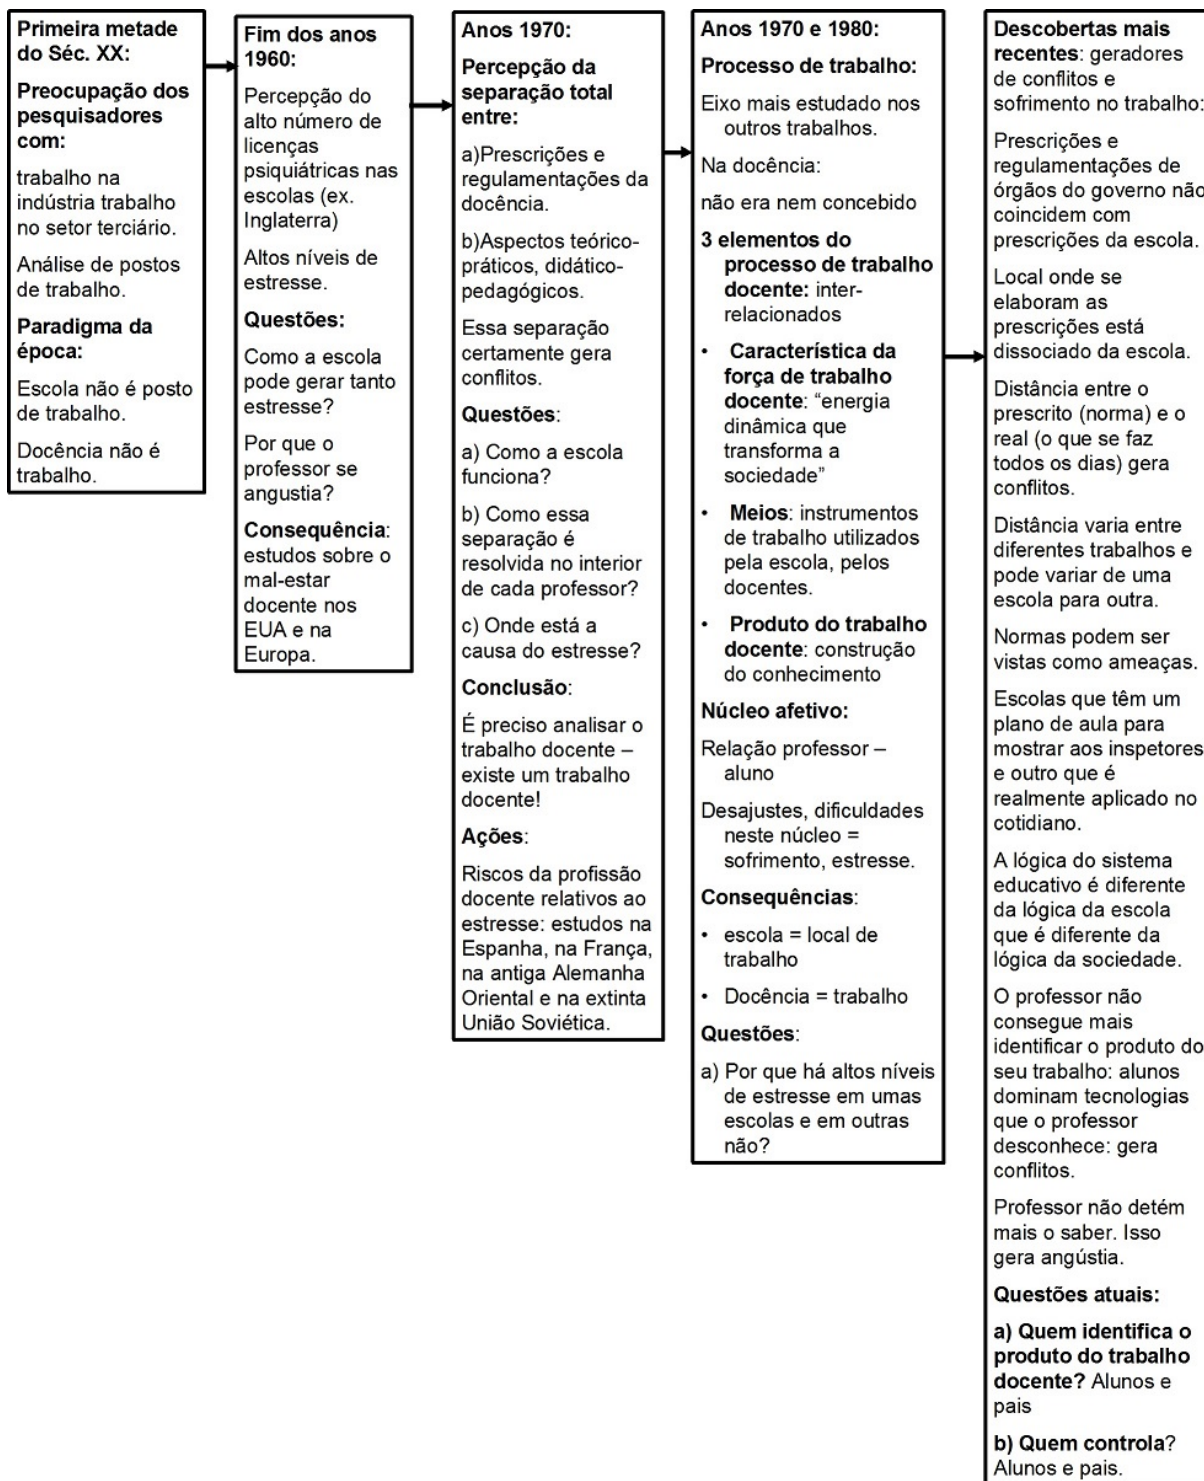 Primeira metade
do Séc. XX:
Preocupação dos
pesquisadores
com:
trabalho na
indústria trabalho
no setor terciário.
Análise de postos
de trabalho.
Paradigma da
época:
Escola não é posto
de trabalho.
Docência não é
trabalho.
Fim dos anos
1960:
Percepção do
alto número de
licenças
psiquiátricas nas
escolas (ex.
Inglaterra)
Altos níveis de
estresse.
Questões:
Como a escola
pode gerar tanto
estresse?
Por que o
professor se
angustia?
Consequência:
estudos sobre o
mal-estar
docente nos
EUA e na
Europa.
Anos 1970:
Percepção da
separação total
entre:
a)Prescrições e
regulamentações da
docência.
b)Aspectos teórico-
práticos, didático-
pedagógicos.
Essa separação
certamente gera
conflitos.
Questões:
a) Como a escola
funciona?
b) Como essa
separação é
resolvida no interior
de cada professor?
c) Onde está a
causa do estresse?
Conclusão:
É preciso analisar o
trabalho docente –
existe um trabalho
docente!
Ações:
Riscos da profissão
docente relativos ao
estresse: estudos na
Espanha, na França,
na antiga Alemanha
Oriental e na extinta
União Soviética.
Anos 1970 e 1980:
Processo de trabalho:
Eixo mais estudado nos
outros trabalhos.
Na docência:
não era nem concebido
3 elementos do
processo de trabalho
docente: inter-
relacionados
• Característica da
força de trabalho
docente: “energia
dinâmica que
transforma a
sociedade”
• Meios: instrumentos
de trabalho utilizados
pela escola, pelos
docentes.
• Produto do trabalho
docente: construção
do conhecimento
Núcleo afetivo:
Relação professor –
aluno
Desajustes, dificuldades
neste núcleo =
sofrimento, estresse.
Consequências:
• escola = local de
trabalho
• Docência = trabalho
Questões:
a) Por que há altos níveis
de estresse em umas
escolas e em outras
não?
Descobertas mais
recentes: geradores
de conflitos e
sofrimento no trabalho:
Prescrições e
regulamentações de
órgãos do governo não
coincidem com
prescrições da escola.
Local onde se
elaboram as
prescrições está
dissociado da escola.
Distância entre o
prescrito (norma) e o
real (o que se faz
todos os dias) gera
conflitos.
Distância varia entre
diferentes trabalhos e
pode variar de uma
escola para outra.
Normas podem ser
vistas como ameaças.
Escolas que têm um
plano de aula para
mostrar aos inspetores
e outro que é
realmente aplicado no
cotidiano.
A lógica do sistema
educativo é diferente
da lógica da escola
que é diferente da
lógica da sociedade.
O professor não
consegue mais
identificar o produto do
seu trabalho: alunos
dominam tecnologias
que o professor
desconhece: gera
conflitos.
Professor não detém
mais o saber. Isso
gera angústia.
Questões atuais:
a) Quem identifica o
produto do trabalho
docente? Alunos e
pais
b) Quem controla?
Alunos e pais.